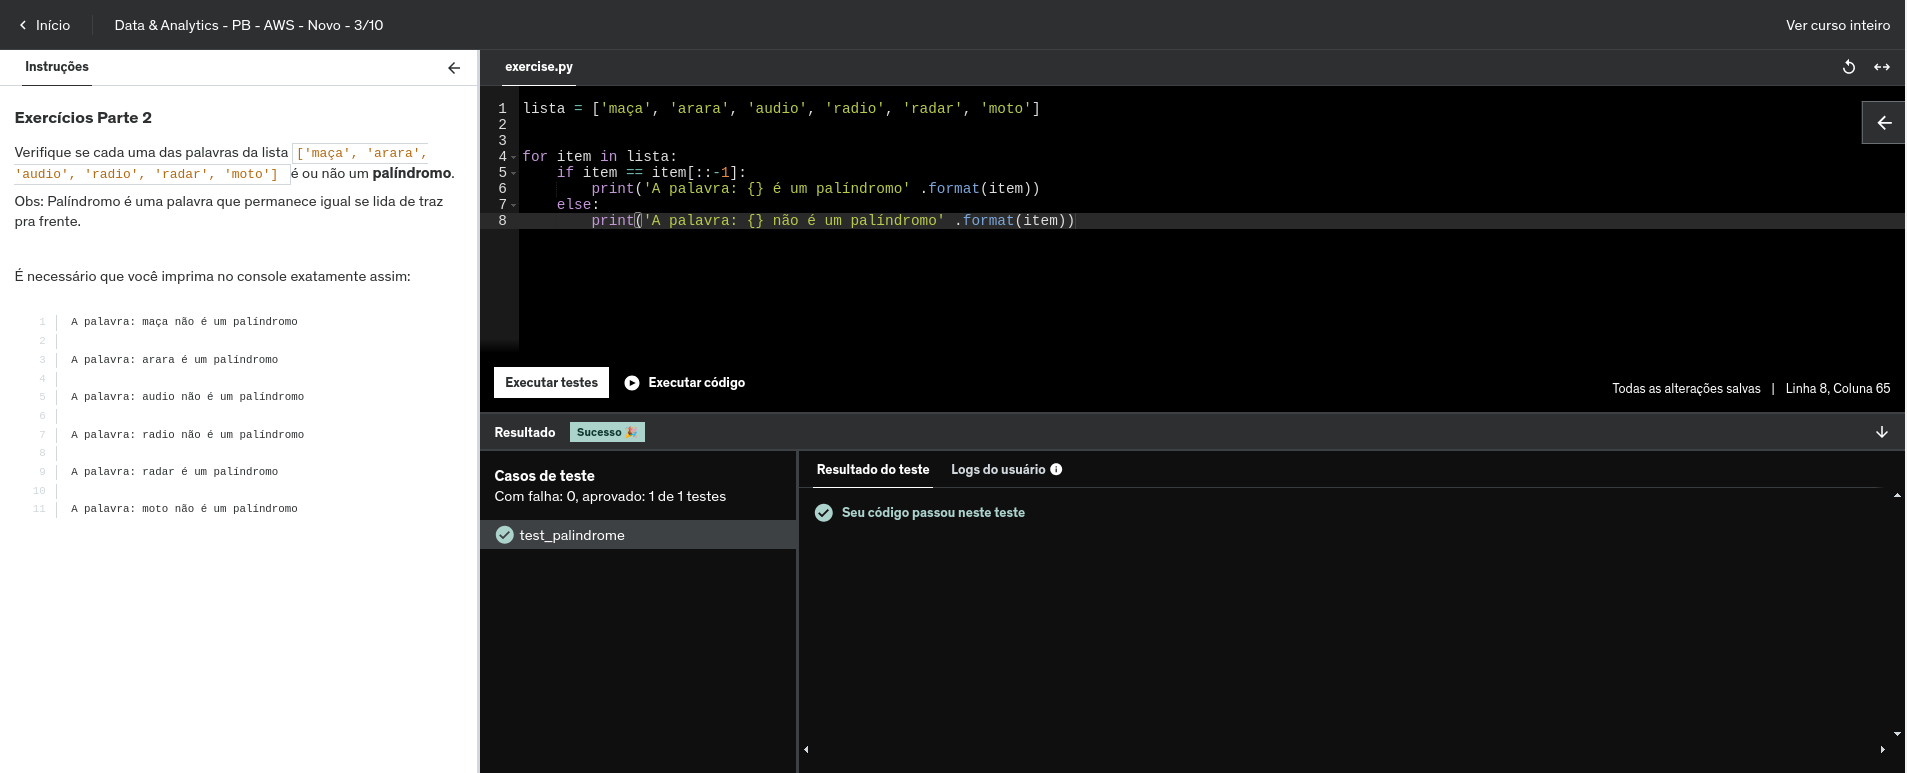 Início
Data & Analytics - PB - AWS - Novo - 3/10
Ver curso inteiro
Instruções
Exercícios Parte 2
Verifique se cada uma das palavras da lista ['maça', 'arara',
'audio', 'radio', 'radar', 'moto'] é ou não um palíndromo.
Obs: Palíndromo é uma palavra que permanece igual se lida de traz
pra frente.
É necessário que você imprima no console exatamente assim:
1 A palavra: maça não é um palíndromo
2
3 A palavra: arara é um palíndromo
4
5 A palavra: audio não é um palíndromo
6
7 A palavra: radio não é um palíndromo
8
9 A palavra: radar é um palíndromo
10
11 A palavra: moto não é um palíndromo
exercise.py
1 lista = ['maça', 'arara', 'audio', 'radio', 'radar', 'moto']
2
3
4 for item in lista:
5     if item == item[::-1]:
6         print('A palavra: {} é um palíndromo' .format(item))
7     else:
8         print('A palavra: {} não é um palíndromo' .format(item))
Executar testes
Executar código
Todas as alterações salvas | Linha 8, Coluna 65
Resultado
Sucesso 🎉
Casos de teste
Com falha: 0, aprovado: 1 de 1 testes
test_palindrome
Resultado do teste
Logs do usuário
Seu código passou neste teste